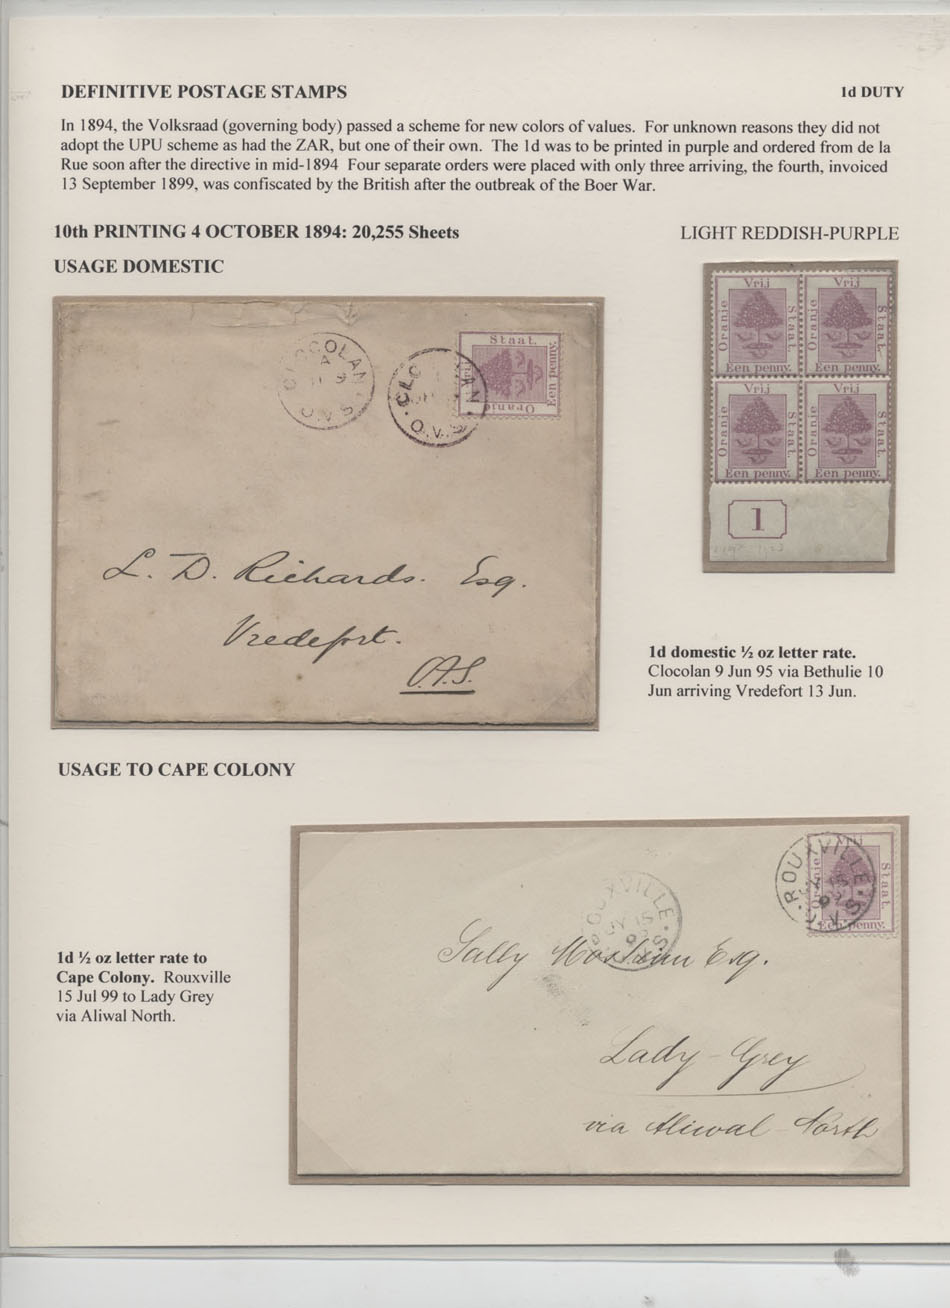 DEFINITIVE POSTAGE STAMPS 1d DUTY
In 1894, the Volksraad (governing body) passed a scheme for new colors of values. For unknown reasons they did not
adopt the UPU scheme as had the ZAR, but one of their own. The 1d was to be printed in purple and ordered from de la
Rue soon after the directive in mid-1894 Four separate orders were placed with only three arriving, the fourth, invoiced
13 September 1899, was confiscated by the British after the outbreak of the Boer War.
10th PRINTING 4 OCTOBER 1894: 20,255 Sheets LIGHT REDDISH-PURPLE
USAGE DOMESTIC
CLOCOLAN
A
9
O.V.S.
CLOCOLAN
O.V.S.
Vrij
Oranje
Staat.
Een penny.
Vrij
Oranje
Staat.
Een penny.
Vrij
Oranje
Staat.
Een penny.
Vrij
Oranje
Staat.
Een penny.
Vrij
Oranje
Staat.
Een penny.
1
L. D. Richards. Esq.
Vredefort.
O.F.S.
1d domestic ½ oz letter rate.
Clocolan 9 Jun 95 via Bethulie 10
Jun arriving Vredefort 13 Jun.
USAGE TO CAPE COLONY
ROUXVILLE
JY 15
99
O.V.S.
ROUXVILLE
JY 15
99
O.V.S.
Vrij
Oranje
Staat.
Een penny.
1d ½ oz letter rate to
Cape Colony. Rouxville
15 Jul 99 to Lady Grey
via Aliwal North.
Sally Esq.
Lady - Grey
via Aliwal North